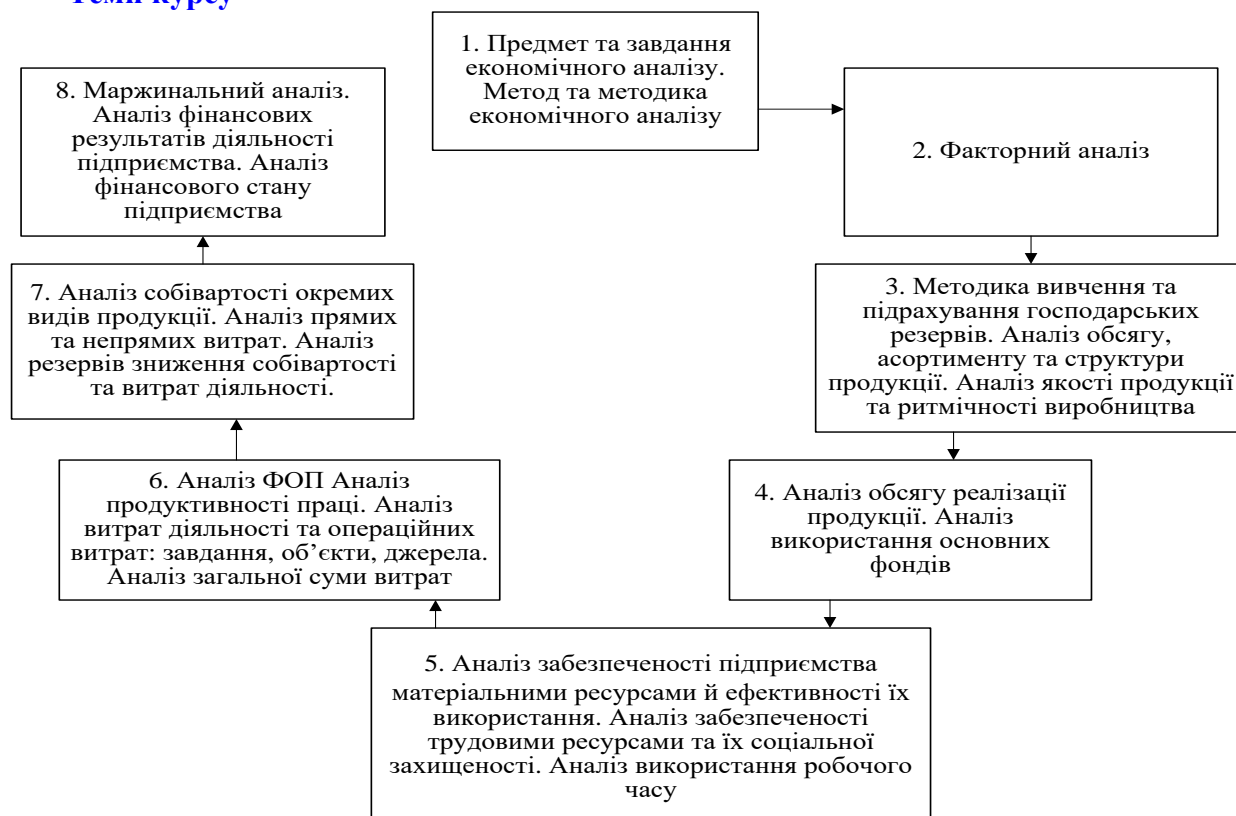 Теми курсу
1. Предмет та завдання
економічного аналізу.
Метод та методика
економічного аналізу
2. Факторний аналіз
3. Методика вивчення та
підрахування господарських
резервів. Аналіз обсягу,
асортименту та структури
продукції. Аналіз якості продукції
та ритмічності виробництва
4. Аналіз обсягу реалізації
продукції. Аналіз
використання основних
фондів
5. Аналіз забезпеченості підприємства
матеріальними ресурсами й ефективності їх
використання. Аналіз забезпеченості
трудовими ресурсами та їх соціальної
захищеності. Аналіз використання робочого
часу
6. Аналіз ФОП Аналіз
продуктивності праці. Аналіз
витрат діяльності та операційних
витрат: завдання, об’єкти, джерела.
Аналіз загальної суми витрат
7. Аналіз собівартості окремих
видів продукції. Аналіз прямих
та непрямих витрат. Аналіз
резервів зниження собівартості
та витрат діяльності.
8. Маржинальний аналіз.
Аналіз фінансових
результатів діяльності
підприємства. Аналіз
фінансового стану
підприємства